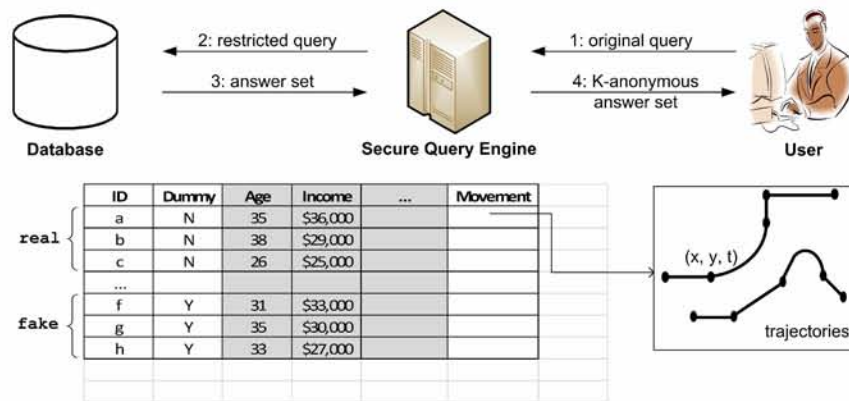 2: restricted query
1: original query
3: answer set
4: K-anonymous
answer set
Database
Secure Query Engine
User
ID Dummy Age Income ... Movement
real
a N 35 $36,000
b N 38 $29,000
c N 26 $25,000
...
fake
f Y 31 $33,000
g Y 35 $30,000
h Y 33 $27,000
(x, y, t)
trajectories